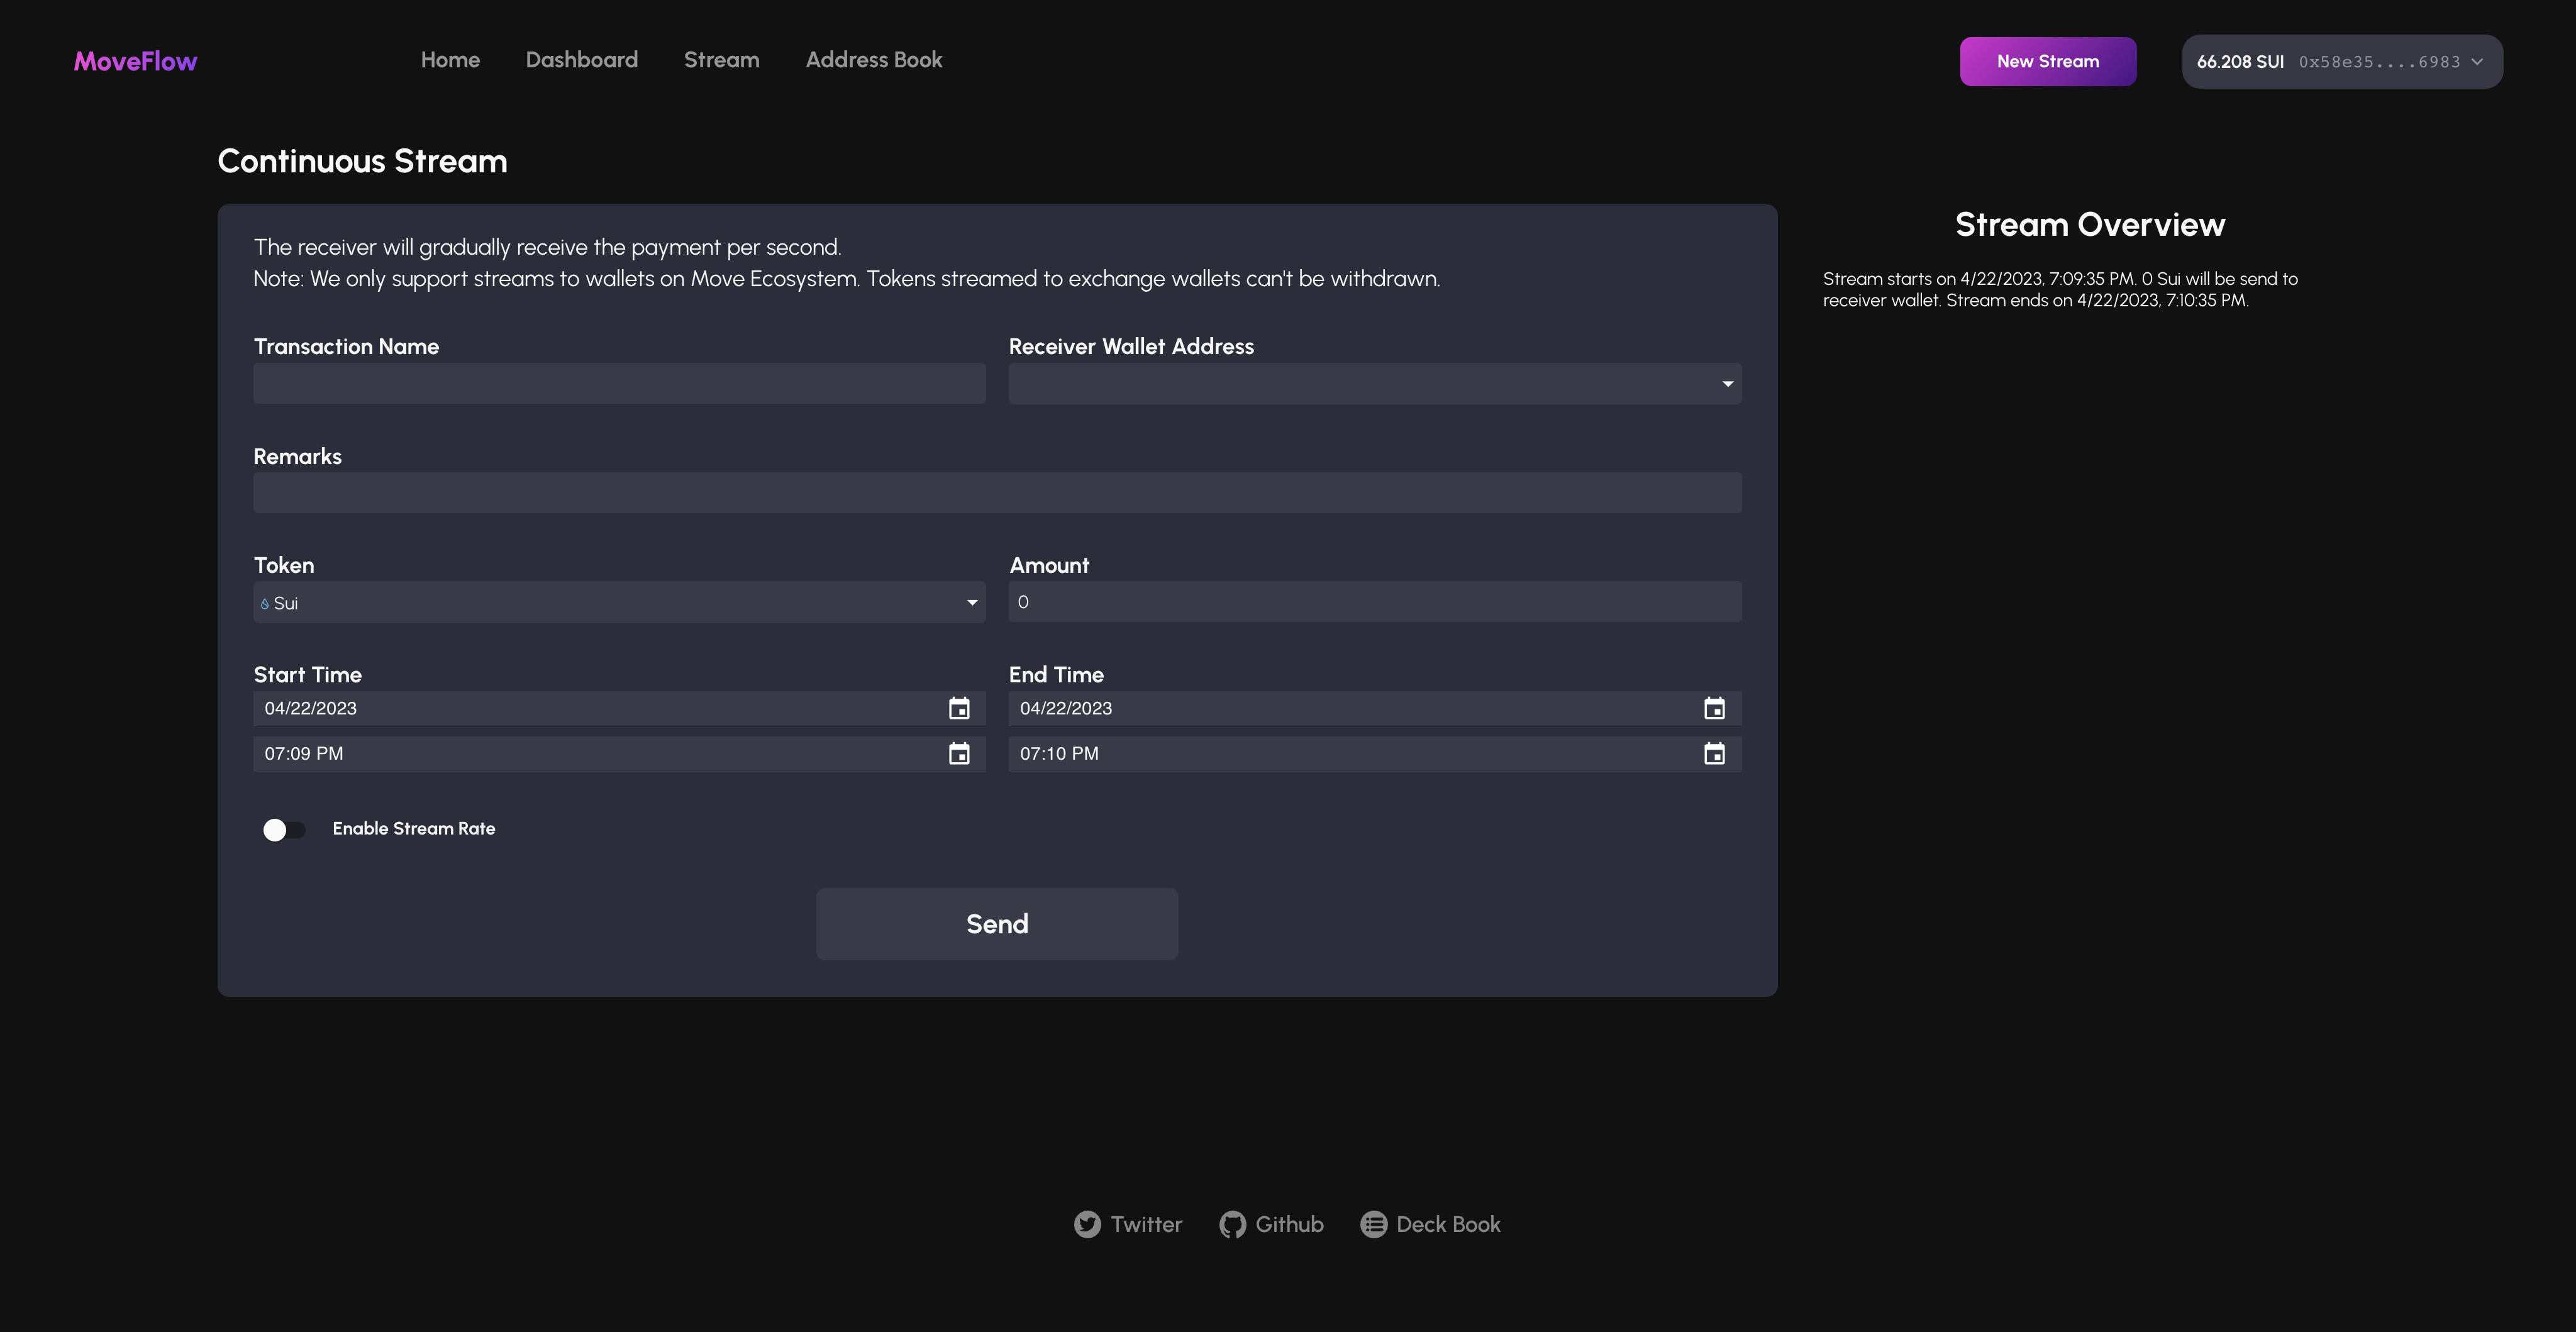 MoveFlow
Home
Dashboard
Stream
Address Book
New Stream
66.208 SUI 0x58e35....6983
Continuous Stream
The receiver will gradually receive the payment per second.
Note: We only support streams to wallets on Move Ecosystem. Tokens streamed to exchange wallets can't be withdrawn.
Transaction Name
Receiver Wallet Address
Remarks
Token
Amount
Sui
0
Start Time
End Time
04/22/2023
04/22/2023
07:09 PM
07:10 PM
Enable Stream Rate
Send
Stream Overview
Stream starts on 4/22/2023, 7:09:35 PM. 0 Sui will be send to
receiver wallet. Stream ends on 4/22/2023, 7:10:35 PM.
Twitter
Github
Deck Book